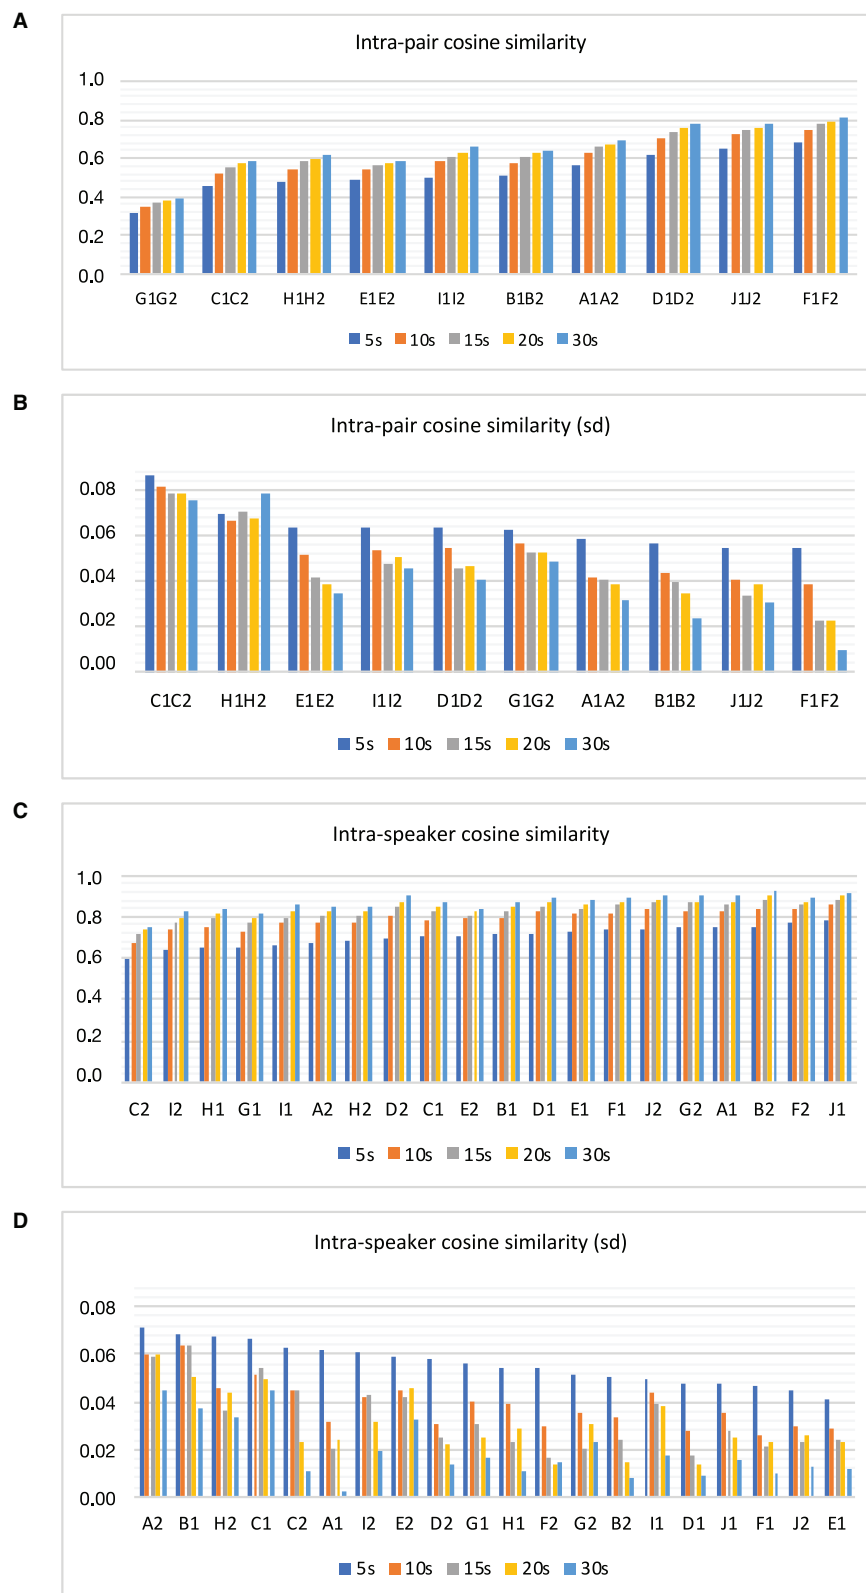 A
Intra-pair cosine similarity
1.0
0.8
0.6
0.4
0.2
0.0
G1G2 C1C2 H1H2 E1E2 I1I2 B1B2 A1A2 D1D2 J1J2 F1F2
5s 10s 15s 20s 30s
B
Intra-pair cosine similarity (sd)
0.08
0.06
0.04
0.02
0.00
C1C2 H1H2 E1E2 I1I2 D1D2 G1G2 A1A2 B1B2 J1J2 F1F2
5s 10s 15s 20s 30s
C
Intra-speaker cosine similarity
1.0
0.8
0.6
0.4
0.2
0.0
C2 I2 H1 G1 I1 A2 H2 D2 C1 E2 B1 D1 E1 F1 J2 G2 A1 B2 F2 J1
5s 10s 15s 20s 30s
D
Intra-speaker cosine similarity (sd)
0.08
0.06
0.04
0.02
0.00
A2 B1 H2 C1 C2 A1 I2 E2 D2 G1 H1 F2 G2 B2 I1 D1 J1 F1 J2 E1
5s 10s 15s 20s 30s